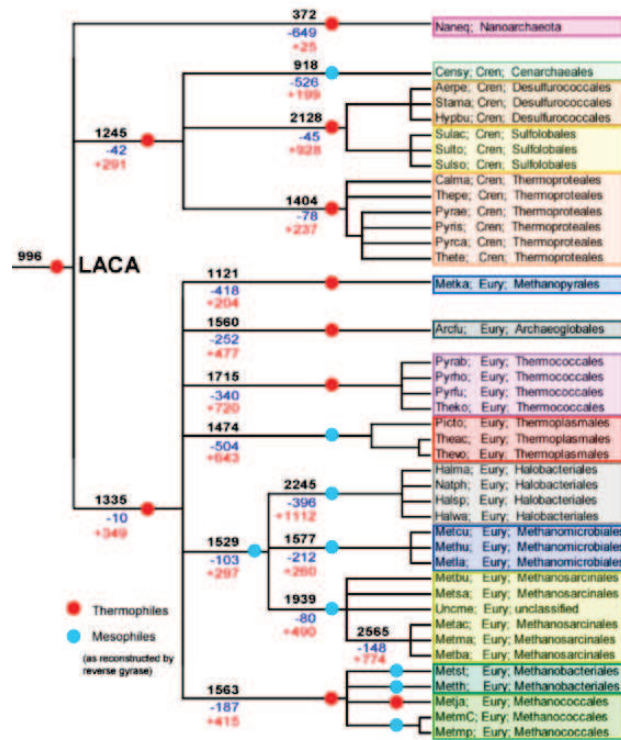 372
-649
+25
Naneq; Nanoarchaeota
918
-526
+199
Censy; Cren; Cenarchaeales
Aerpe; Cren; Desulfurococcales
Stama; Cren; Desulfurococcales
Hypbu; Cren; Desulfurococcales
1245
-42
+291
2128
-45
+928
Sulac; Cren; Sulfolobales
Sulto; Cren; Sulfolobales
Sulso; Cren; Sulfolobales
Calma; Cren; Thermoproteales
Thepe; Cren; Thermoproteales
Pyrae; Cren; Thermoproteales
Pyris; Cren; Thermoproteales
Pyrca; Cren; Thermoproteales
Thete; Cren; Thermoproteales
1404
-78
+237
996
LACA
1121
-418
+204
Metka; Eury; Methanopyrales
1560
-252
+477
Arcfu; Eury; Archaeoglobales
1715
-340
+720
Pyrab; Eury; Thermococcales
Pyrho; Eury; Thermococcales
Pyrfu; Eury; Thermococcales
Theko; Eury; Thermococcales
1474
-504
+643
Picto; Eury; Thermoplasmales
Theac; Eury; Thermoplasmales
Thevo; Eury; Thermoplasmales
1335
-10
+349
2245
-396
+1112
Halma; Eury; Halobacteriales
Natph; Eury; Halobacteriales
Halsp; Eury; Halobacteriales
Halwa; Eury; Halobacteriales
1529
-103
+297
1577
-212
+260
Metcu; Eury; Methanomicrobiales
Methu; Eury; Methanomicrobiales
Metla; Eury; Methanomicrobiales
1939
-80
+490
Metbu; Eury; Methanosarcinales
Metsa; Eury; Methanosarcinales
Uncme; Eury; unclassified
Metac; Eury; Methanosarcinales
Metma; Eury; Methanosarcinales
Metba; Eury; Methanosarcinales
2565
-148
+774
Thermophiles
Mesophiles
(as reconstructed by
reverse gyrase)
1563
-187
+415
Metst; Eury; Methanobacteriales
Metth; Eury; Methanobacteriales
Metja; Eury; Methanococcales
MetmC; Eury; Methanococcales
Metmp; Eury; Methanococcales